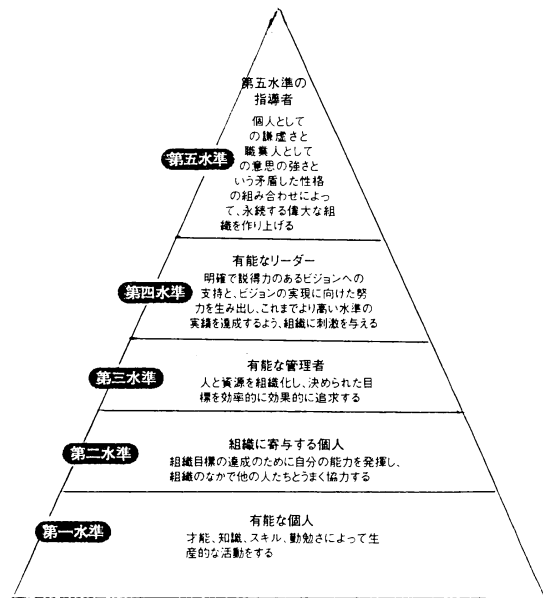 第五水準の
指導者
第五水準
個人として
の謙虚さと
職業人として
の意思の強さと
いう矛盾した性格
の組み合わせによっ
て、永続する偉大な組
織を作り上げる
第四水準
有能なリーダー
明確で説得力のあるビジョンへの
支持と、ビジョンの実現に向けた努
力を生み出し、これまでより高い水準の
実績を達成するよう、組織に刺激を与える
第三水準
有能な管理者
人と資源を組織化し、決められた目
標を効率的に効果的に追求する
第二水準
組織に寄与する個人
組織目標の達成のために自分の能力を発揮し、
組織のなかで他の人たちとうまく協力する
第一水準
有能な個人
才能、知識、スキル、勤勉さによって生
産的な活動をする